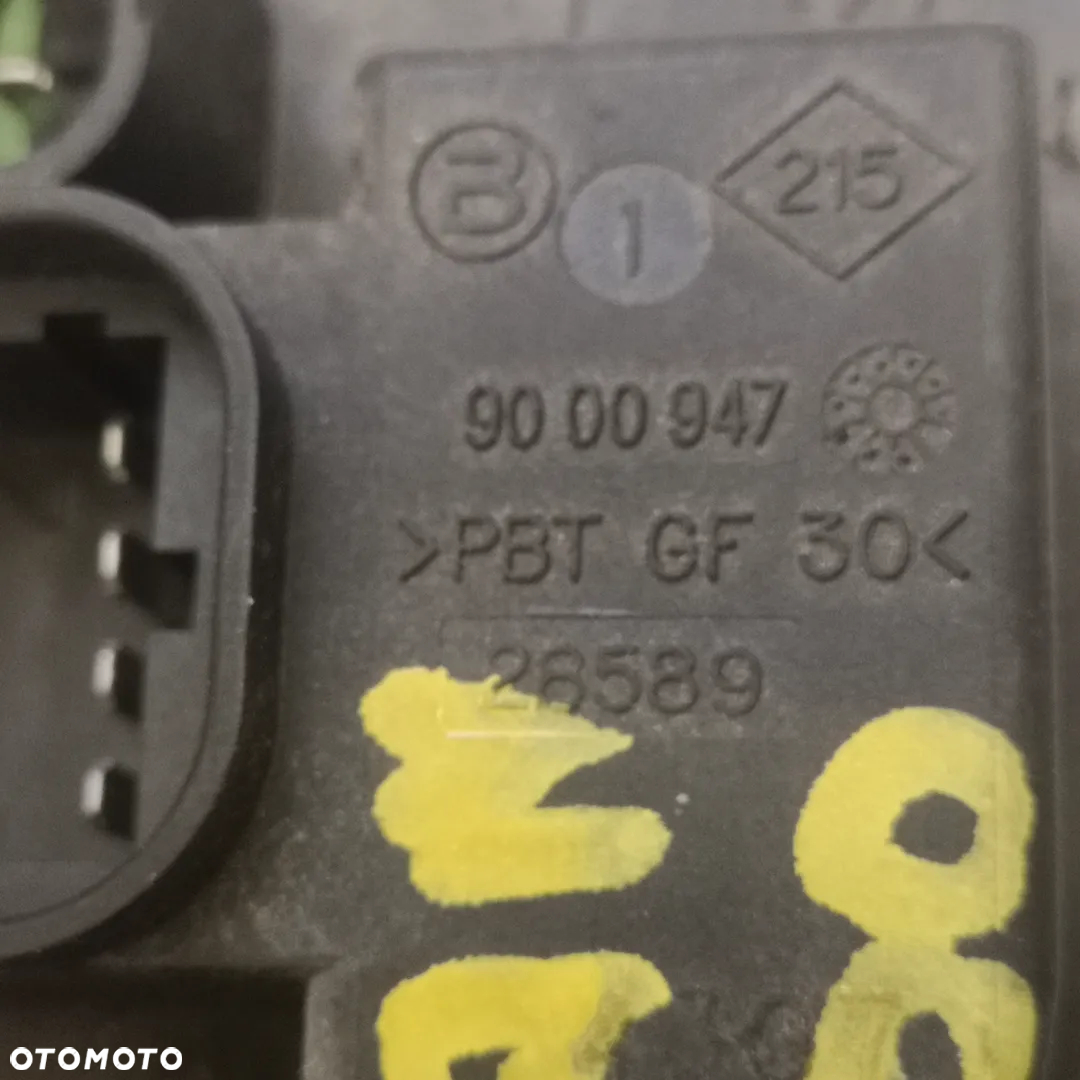 B 1 215
90 00 947
>PBT GF 30<
26589
OTOMOTO